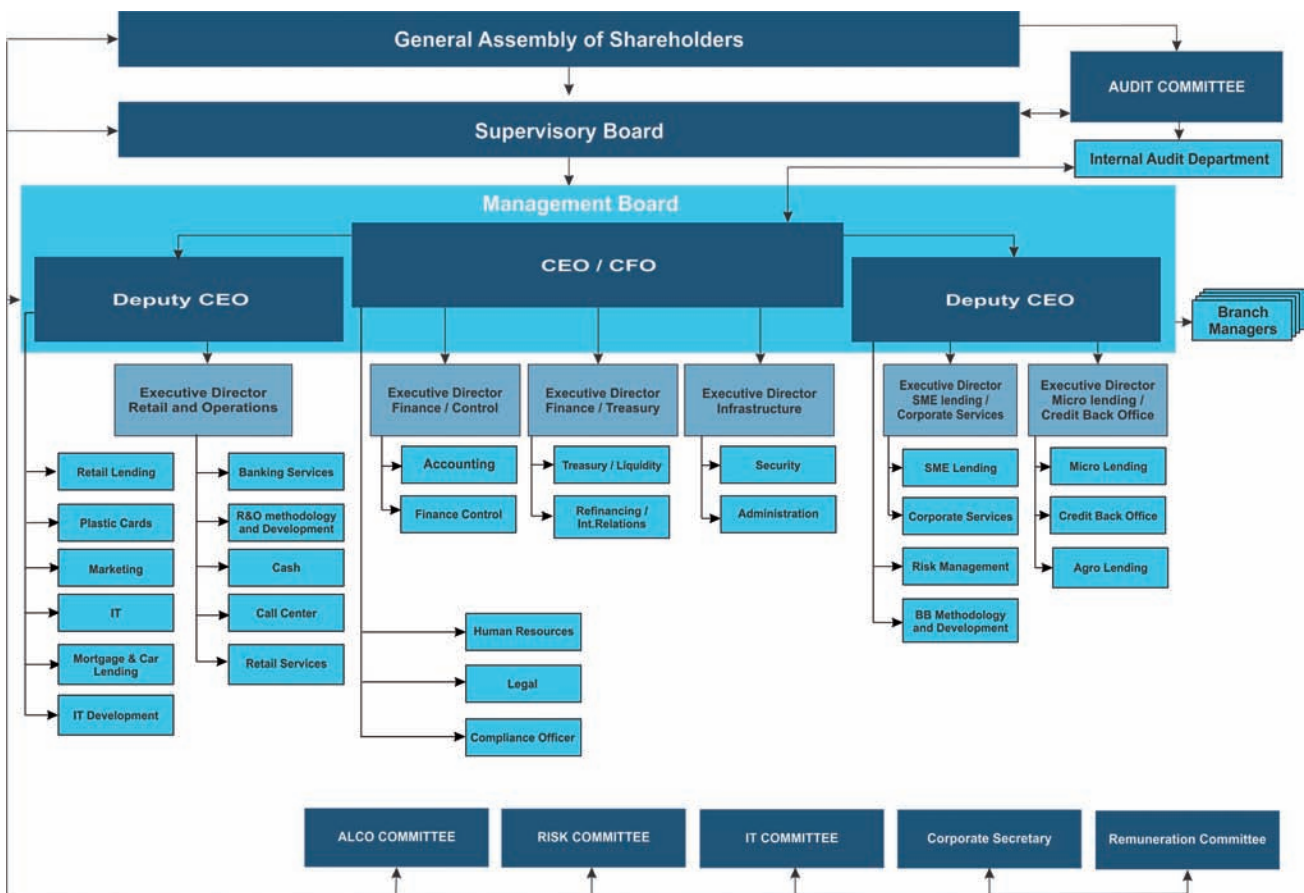 General Assembly of Shareholders
AUDIT COMMITTEE
Supervisory Board
Internal Audit Department
Management Board
CEO / CFO
Deputy CEO
Deputy CEO
Branch
Managers
Executive Director
Retail and Operations
Executive Director
Finance / Control
Executive Director
Finance / Treasury
Executive Director
Infrastructure
Executive Director
SME lending /
Corporate Services
Executive Director
Micro lending /
Credit Back Office
Retail Lending
Plastic Cards
Marketing
IT
Mortgage & Car
Lending
IT Development
Banking Services
R&O methodology
and Development
Cash
Call Center
Retail Services
Accounting
Finance Control
Treasury / Liquidity
Refinancing /
Int.Relations
Security
Administration
SME Lending
Corporate Services
Risk Management
BB Methodology
and Development
Micro Lending
Credit Back Office
Agro Lending
Human Resources
Legal
Compliance Officer
ALCO COMMITTEE
RISK COMMITTEE
IT COMMITTEE
Corporate Secretary
Remuneration Committee